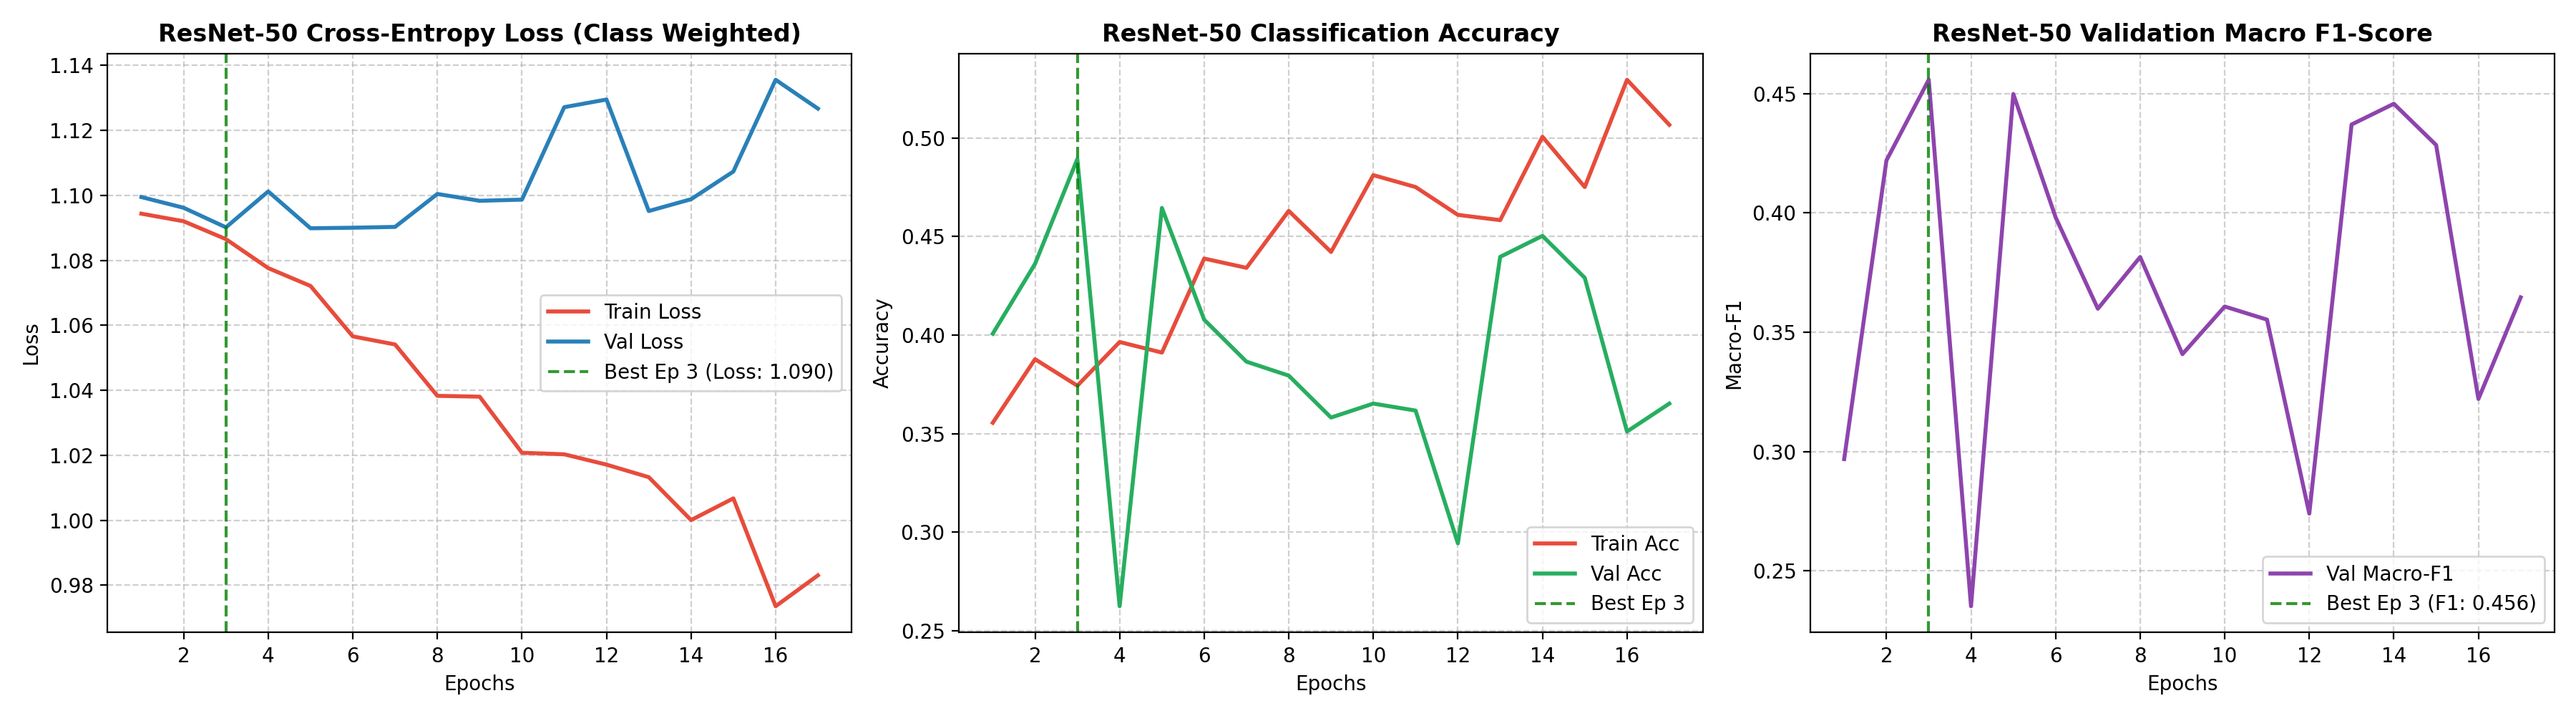 ResNet-50 Cross-Entropy Loss (Class Weighted)
1.14
1.12
1.10
1.08
1.06
1.04
1.02
1.00
0.98
Loss
Train Loss
Val Loss
Best Ep 3 (Loss: 1.090)
2 4 6 8 10 12 14 16
Epochs
ResNet-50 Classification Accuracy
0.50
0.45
0.40
0.35
0.30
0.25
Accuracy
Train Acc
Val Acc
Best Ep 3
2 4 6 8 10 12 14 16
Epochs
ResNet-50 Validation Macro F1-Score
0.45
0.40
0.35
0.30
0.25
Macro-F1
Val Macro-F1
Best Ep 3 (F1: 0.456)
2 4 6 8 10 12 14 16
Epochs